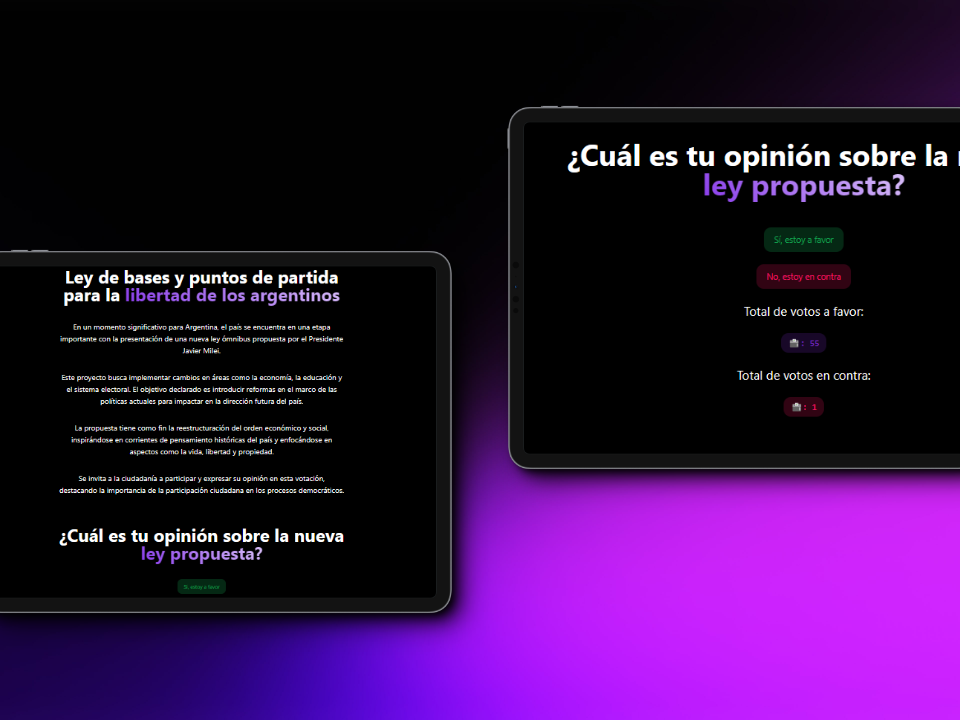 Ley de bases y puntos de partida
para la libertad de los argentinos
En un momento significativo para Argentina, el país se encuentra en una etapa
importante con la presentación de una nueva ley ómnibus propuesta por el Presidente
Javier Milei.
Este proyecto busca implementar cambios en áreas como la economía, la educación y
el sistema electoral. El objetivo declarado es introducir reformas en el marco de las
políticas actuales para impactar en la dirección futura del país.
La propuesta tiene como fin la reestructuración del orden económico y social,
inspirándose en corrientes de pensamiento históricas del país y enfocándose en
aspectos como la vida, libertad y propiedad.
Se invita a la ciudadanía a participar y expresar su opinión en esta votación,
destacando la importancia de la participación ciudadana en los procesos democráticos.
¿Cuál es tu opinión sobre la nueva
ley propuesta?
Sí, estoy a favor
¿Cuál es tu opinión sobre la
ley propuesta?
Sí, estoy a favor
No, estoy en contra
Total de votos a favor:
: 55
Total de votos en contra:
: 1